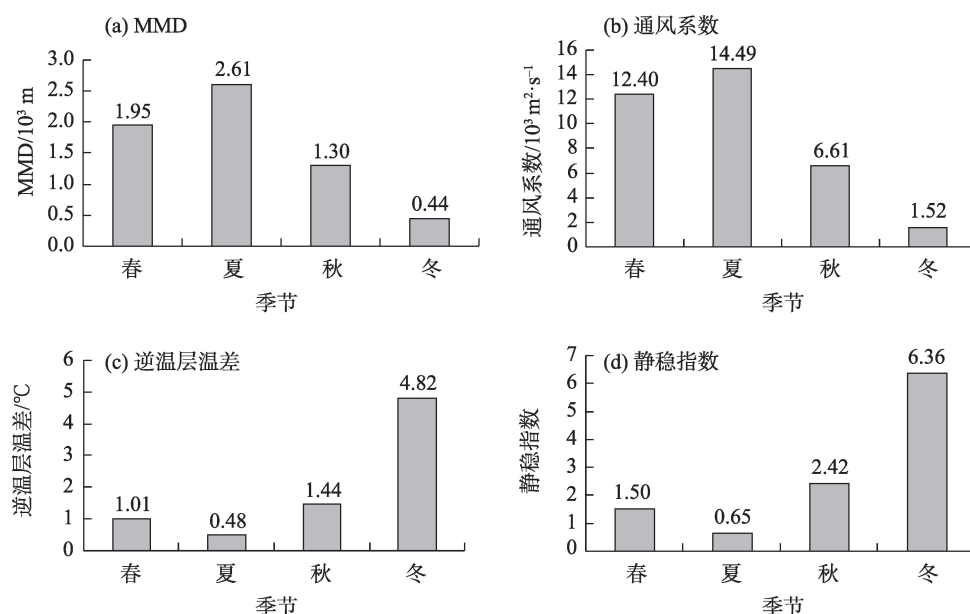 (a) MMD
MMD/10³ m
3.0
2.5
2.0
1.5
1.0
0.5
0.0
1.95
2.61
1.30
0.44
春 夏 秋 冬
季节
(b) 通风系数
通风系数/10³ m²·s⁻¹
16
14
12
10
8
6
4
2
0
12.40
14.49
6.61
1.52
春 夏 秋 冬
季节
(c) 逆温层温差
逆温层温差/℃
6
5
4
3
2
1
0
1.01
0.48
1.44
4.82
春 夏 秋 冬
季节
(d) 静稳指数
静稳指数
7
6
5
4
3
2
1
0
1.50
0.65
2.42
6.36
春 夏 秋 冬
季节